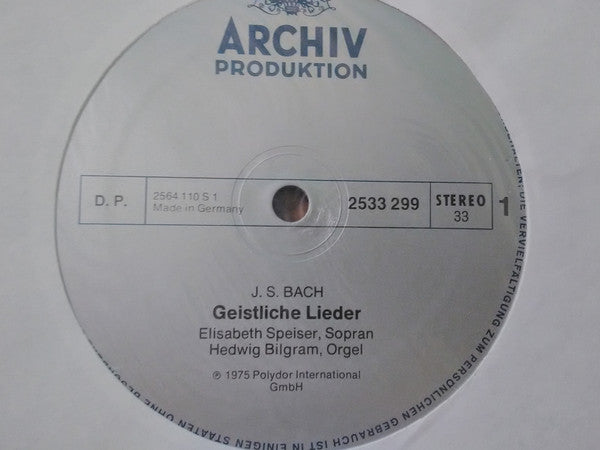 ARCHIV
PRODUKTION
D. P.
2564 110 S 1
Made in Germany
2533 299
STEREO
33
1
J. S. BACH
Geistliche Lieder
Elisabeth Speiser, Sopran
Hedwig Bilgram, Orgel
℗ 1975 Polydor International
GmbH
DIE VERVIELFÄLTIGUNG ZUM PERSÖNLICHEN GEBRAUCH IST IN EINIGEN STAATEN OHNE